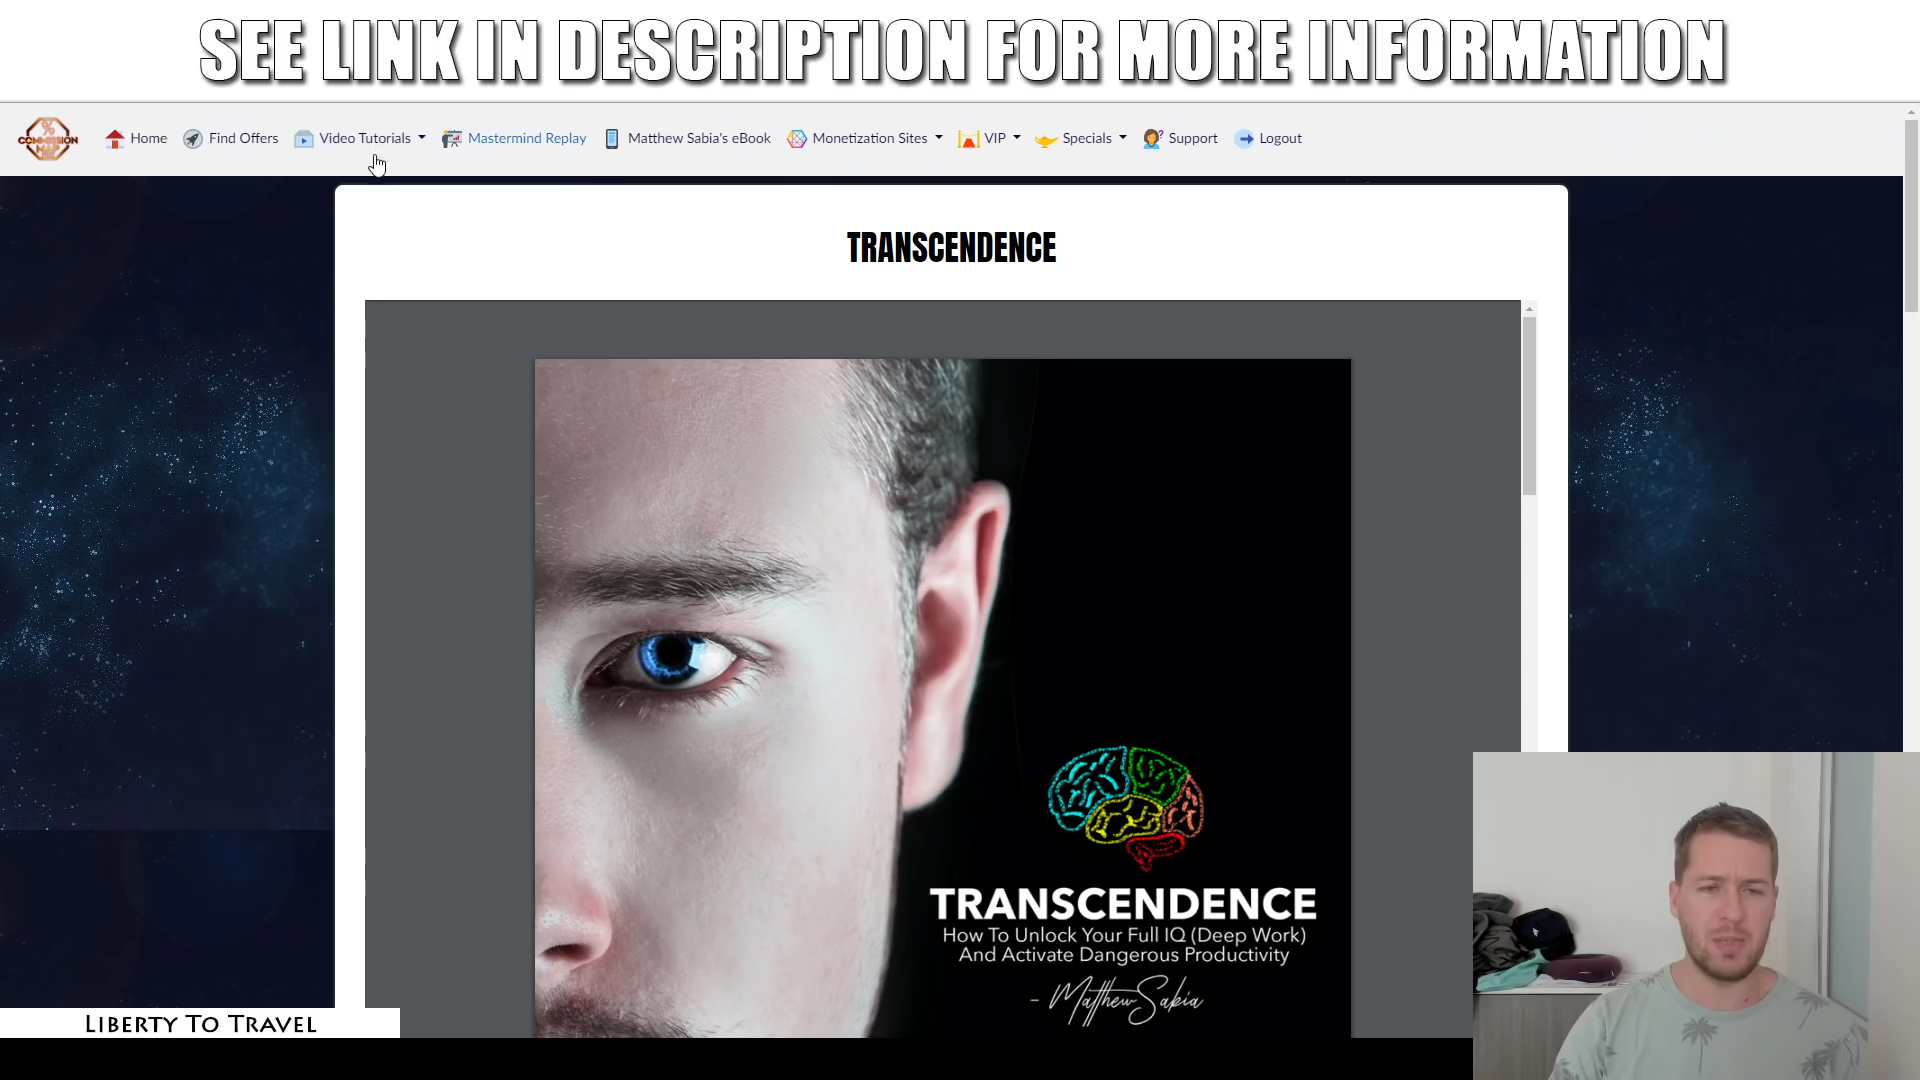 SEE LINK IN DESCRIPTION FOR MORE INFORMATION
%
COMMISSION
Home Find Offers Video Tutorials Mastermind Replay Matthew Sabia's eBook Monetization Sites VIP Specials Support Logout
TRANSCENDENCE
TRANSCENDENCE
How To Unlock Your Full IQ (Deep Work)
And Activate Dangerous Productivity
- Matthew Sabia
LIBERTY TO TRAVEL